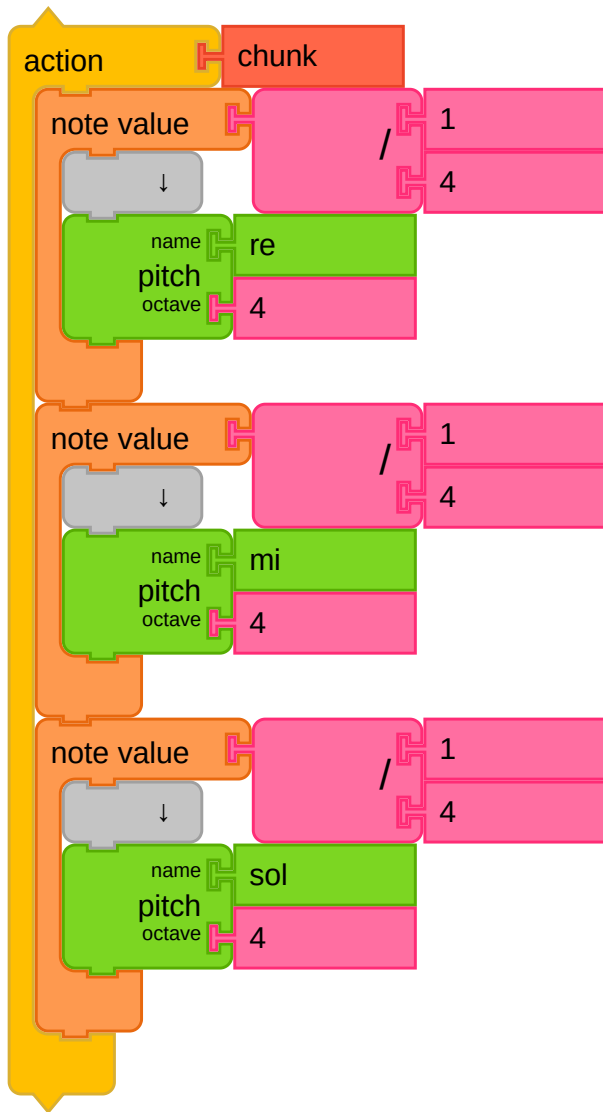 action chunk
note value / 1
4
↓
name re
pitch
octave 4
note value / 1
4
↓
name mi
pitch
octave 4
note value / 1
4
↓
name sol
pitch
octave 4